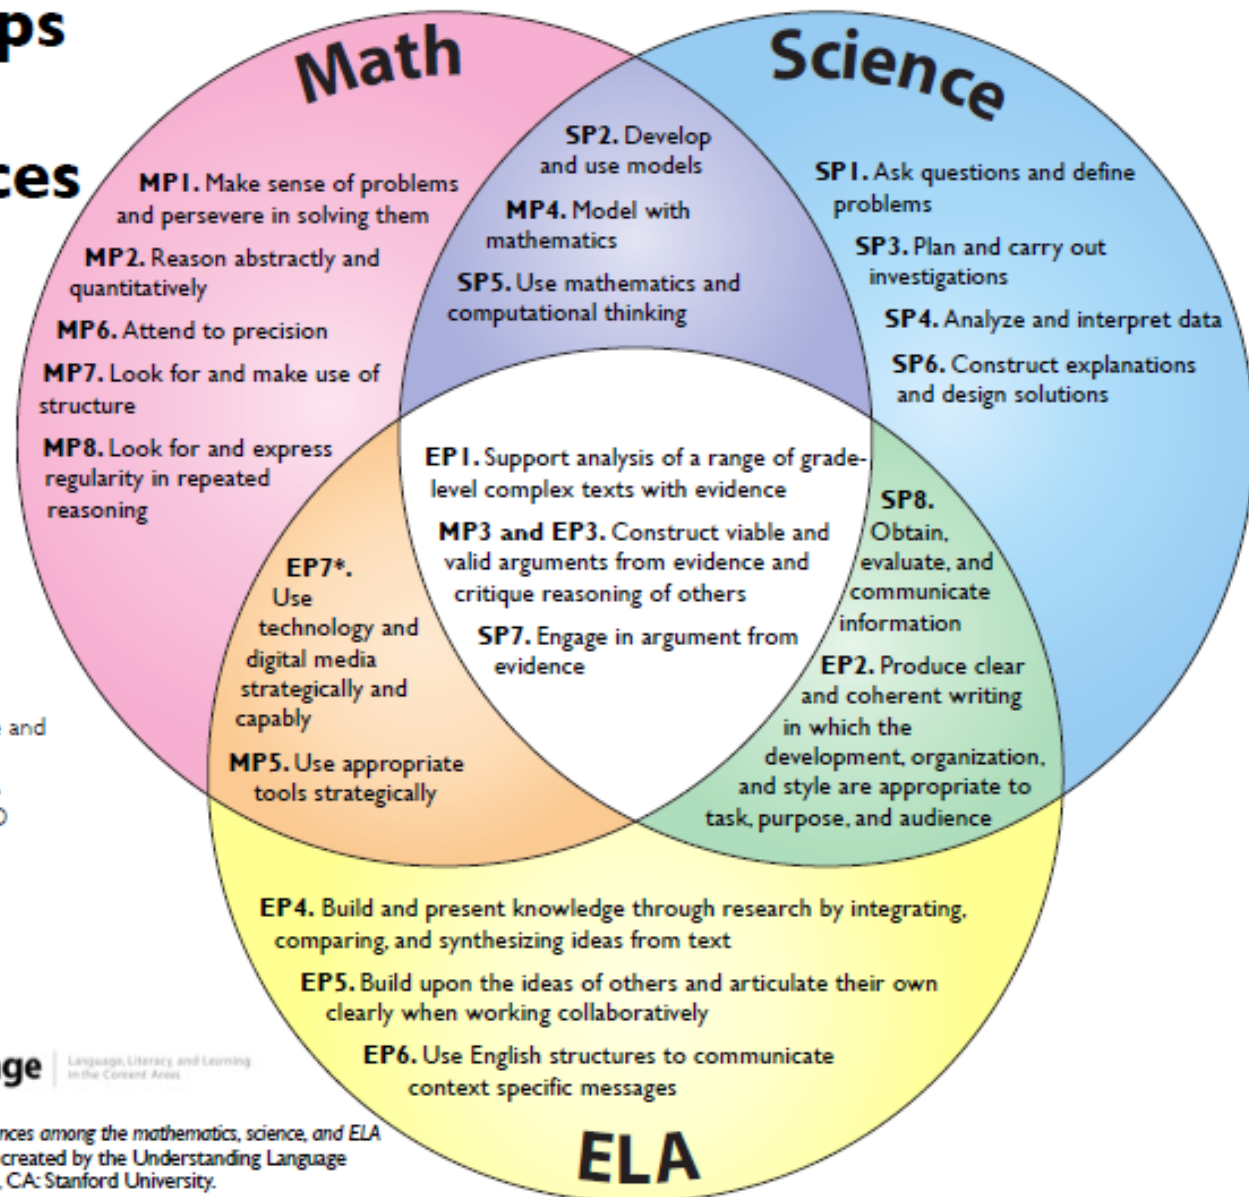 ps
ces
Math
Science
MP1. Make sense of problems
and persevere in solving them
MP2. Reason abstractly and
quantitatively
MP6. Attend to precision
MP7. Look for and make use of
structure
MP8. Look for and express
regularity in repeated
reasoning
SP2. Develop
and use models
MP4. Model with
mathematics
SP5. Use mathematics and
computational thinking
SP1. Ask questions and define
problems
SP3. Plan and carry out
investigations
SP4. Analyze and interpret data
SP6. Construct explanations
and design solutions
EP1. Support analysis of a range of grade-
level complex texts with evidence
MP3 and EP3. Construct viable and
valid arguments from evidence and
critique reasoning of others
SP7. Engage in argument from
evidence
EP7*.
Use
technology and
digital media
strategically and
capably
MP5. Use appropriate
tools strategically
SP8.
Obtain,
evaluate, and
communicate
information
EP2. Produce clear
and coherent writing
in which the
development, organization,
and style are appropriate to
task, purpose, and audience
and
EP4. Build and present knowledge through research by integrating,
comparing, and synthesizing ideas from text
EP5. Build upon the ideas of others and articulate their own
clearly when working collaboratively
EP6. Use English structures to communicate
context specific messages
ELA
ge
Language, Literacy, and Learning
in the Content Areas
nces among the mathematics, science, and ELA
created by the Understanding Language
, CA: Stanford University.